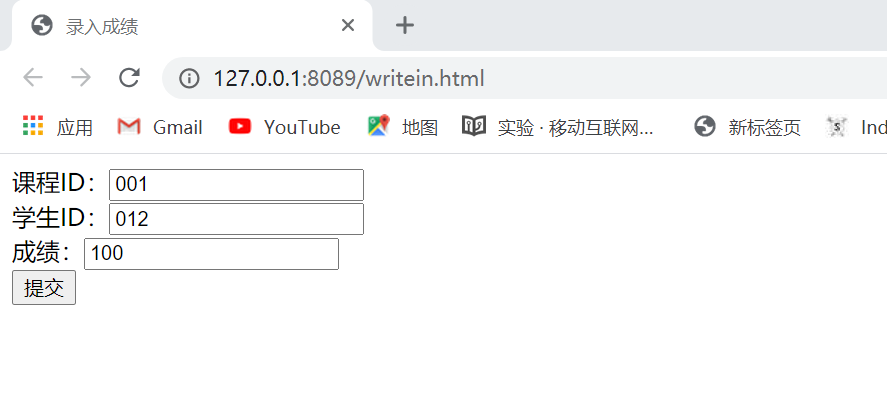 录入成绩
127.0.0.1:8089/writein.html
应用 Gmail YouTube 地图 实验 · 移动互联网... 新标签页 Ind
课程ID：001
学生ID：012
成绩：100
提交